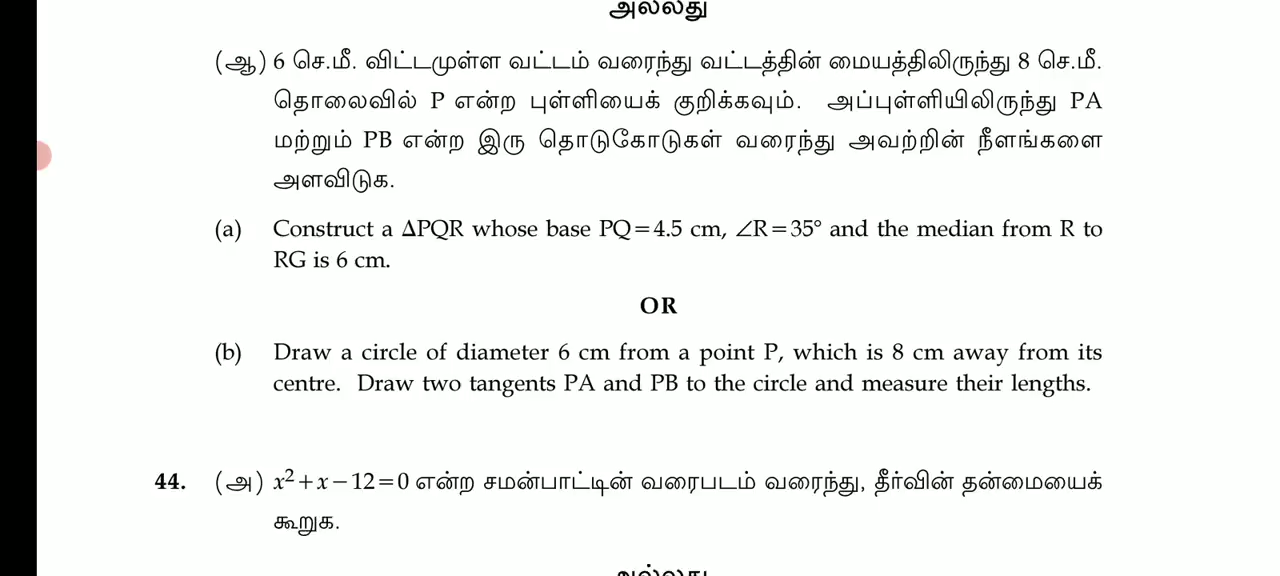 அல்லது
(ஆ) 6 செ.மீ. விட்டமுள்ள வட்டம் வரைந்து வட்டத்தின் மையத்திலிருந்து 8 செ.மீ.
தொலைவில் P என்ற புள்ளியைக் குறிக்கவும். அப்புள்ளியிலிருந்து PA
மற்றும் PB என்ற இரு தொடுகோடுகள் வரைந்து அவற்றின் நீளங்களை
அளவிடுக.
(a) Construct a ΔPQR whose base PQ=4.5 cm, ∠R=35° and the median from R to
RG is 6 cm.
OR
(b) Draw a circle of diameter 6 cm from a point P, which is 8 cm away from its
centre. Draw two tangents PA and PB to the circle and measure their lengths.
44. (அ) x²+x−12=0 என்ற சமன்பாட்டின் வரைபடம் வரைந்து, தீர்வின் தன்மையைக்
கூறுக.
அல்லது